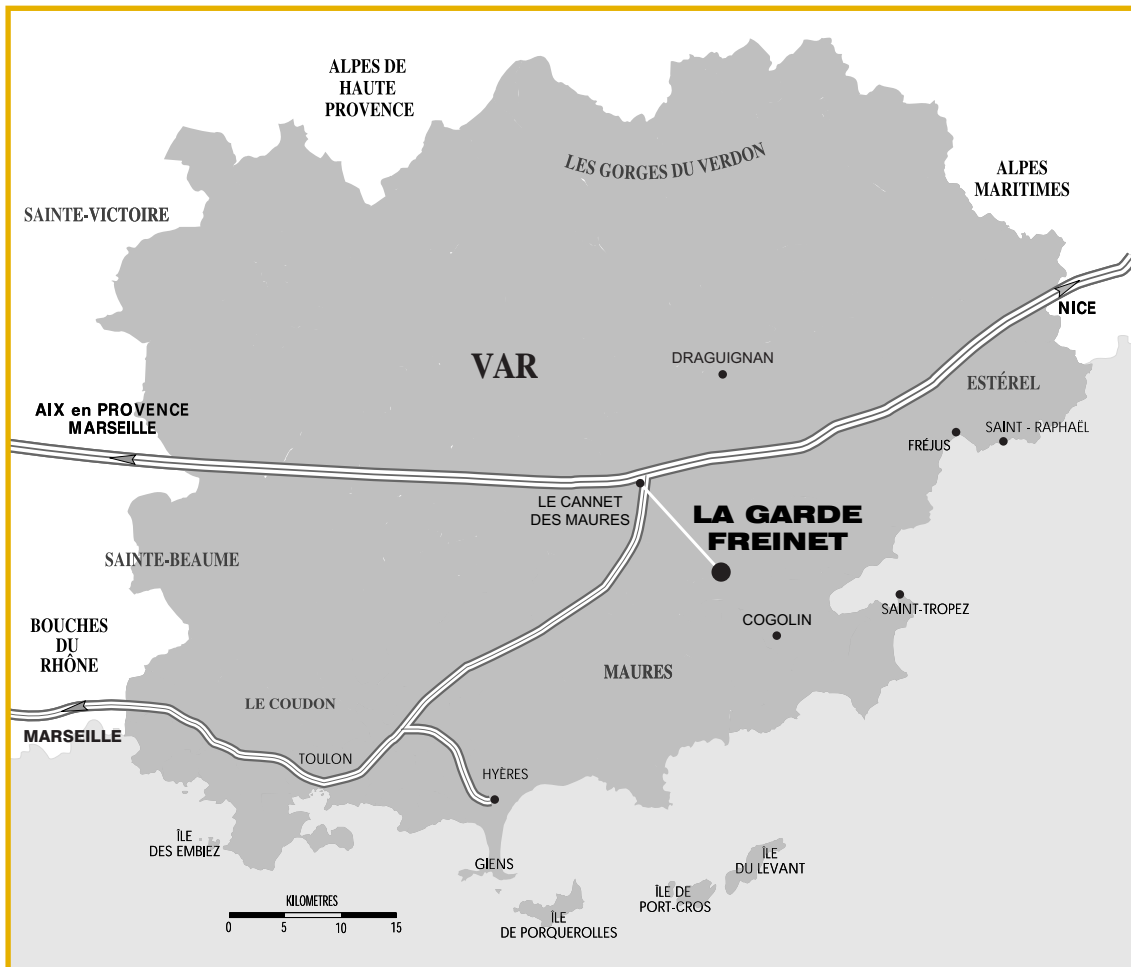 ALPES DE
HAUTE
PROVENCE
LES GORGES DU VERDON
ALPES
MARITIMES
SAINTE-VICTOIRE
NICE
VAR
DRAGUIGNAN
ESTÉREL
AIX en PROVENCE
MARSEILLE
FRÉJUS
SAINT - RAPHAËL
LE CANNET
DES MAURES
LA GARDE
FREINET
SAINTE-BEAUME
SAINT-TROPEZ
COGOLIN
BOUCHES
DU
RHÔNE
MAURES
LE COUDON
MARSEILLE
TOULON
HYÈRES
ÎLE
DES EMBIEZ
GIENS
ÎLE
DU LEVANT
ÎLE DE
PORT-CROS
ÎLE
DE PORQUEROLLES
KILOMETRES
0 5 10 15